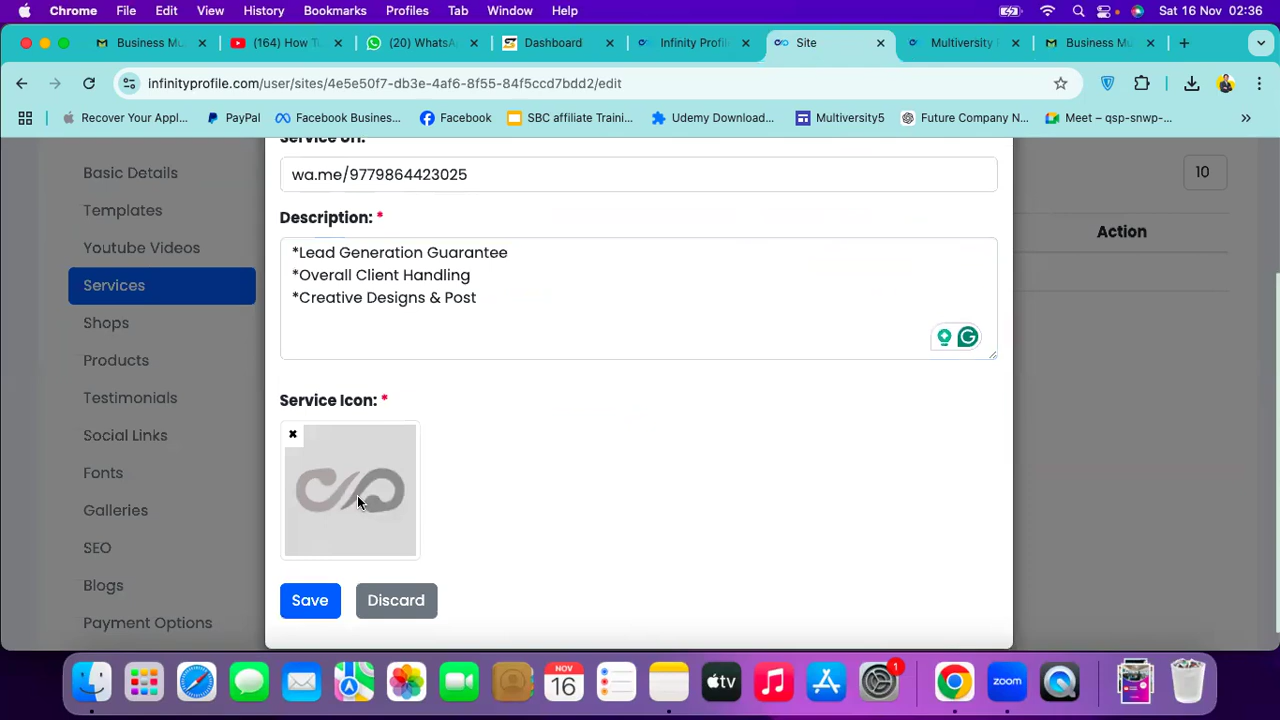 Chrome File Edit View History Bookmarks Profiles Tab Window Help Sat 16 Nov 02:36
Business Mu (164) How T (20) WhatsA Dashboard Infinity Profil Site Multiversity Business Mu
infinityprofile.com/user/sites/4e5e50f7-db3e-4af6-8f55-84f5ccd7bdd2/edit
Recover Your Appl... PayPal Facebook Busines... Facebook SBC affiliate Traini... Udemy Download... Multiversity5 Future Company N... Meet – qsp-snwp-...
Basic Details
Templates
Youtube Videos
Services
Shops
Products
Testimonials
Social Links
Fonts
Galleries
SEO
Blogs
Payment Options
wa.me/9779864423025
Description: *
*Lead Generation Guarantee
*Overall Client Handling
*Creative Designs & Post
Service Icon: *
Save Discard
10
Action
NOV
16
tv
1
zoom